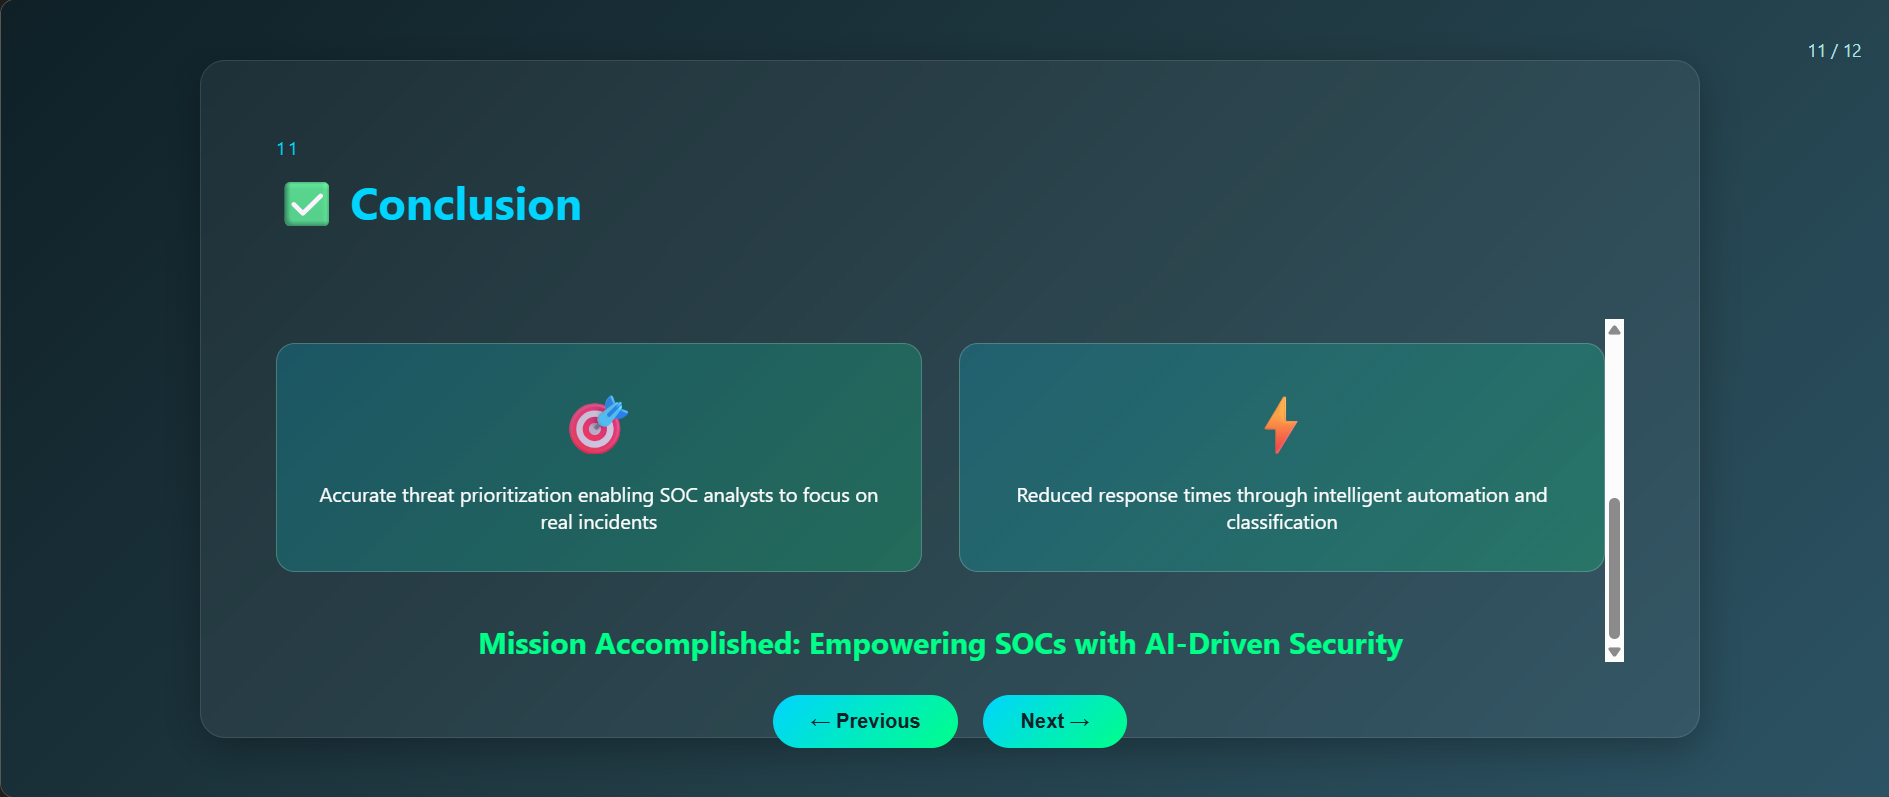 11 / 12
11
Conclusion
Accurate threat prioritization enabling SOC analysts to focus on
real incidents
Reduced response times through intelligent automation and
classification
Mission Accomplished: Empowering SOCs with AI-Driven Security
← Previous
Next →